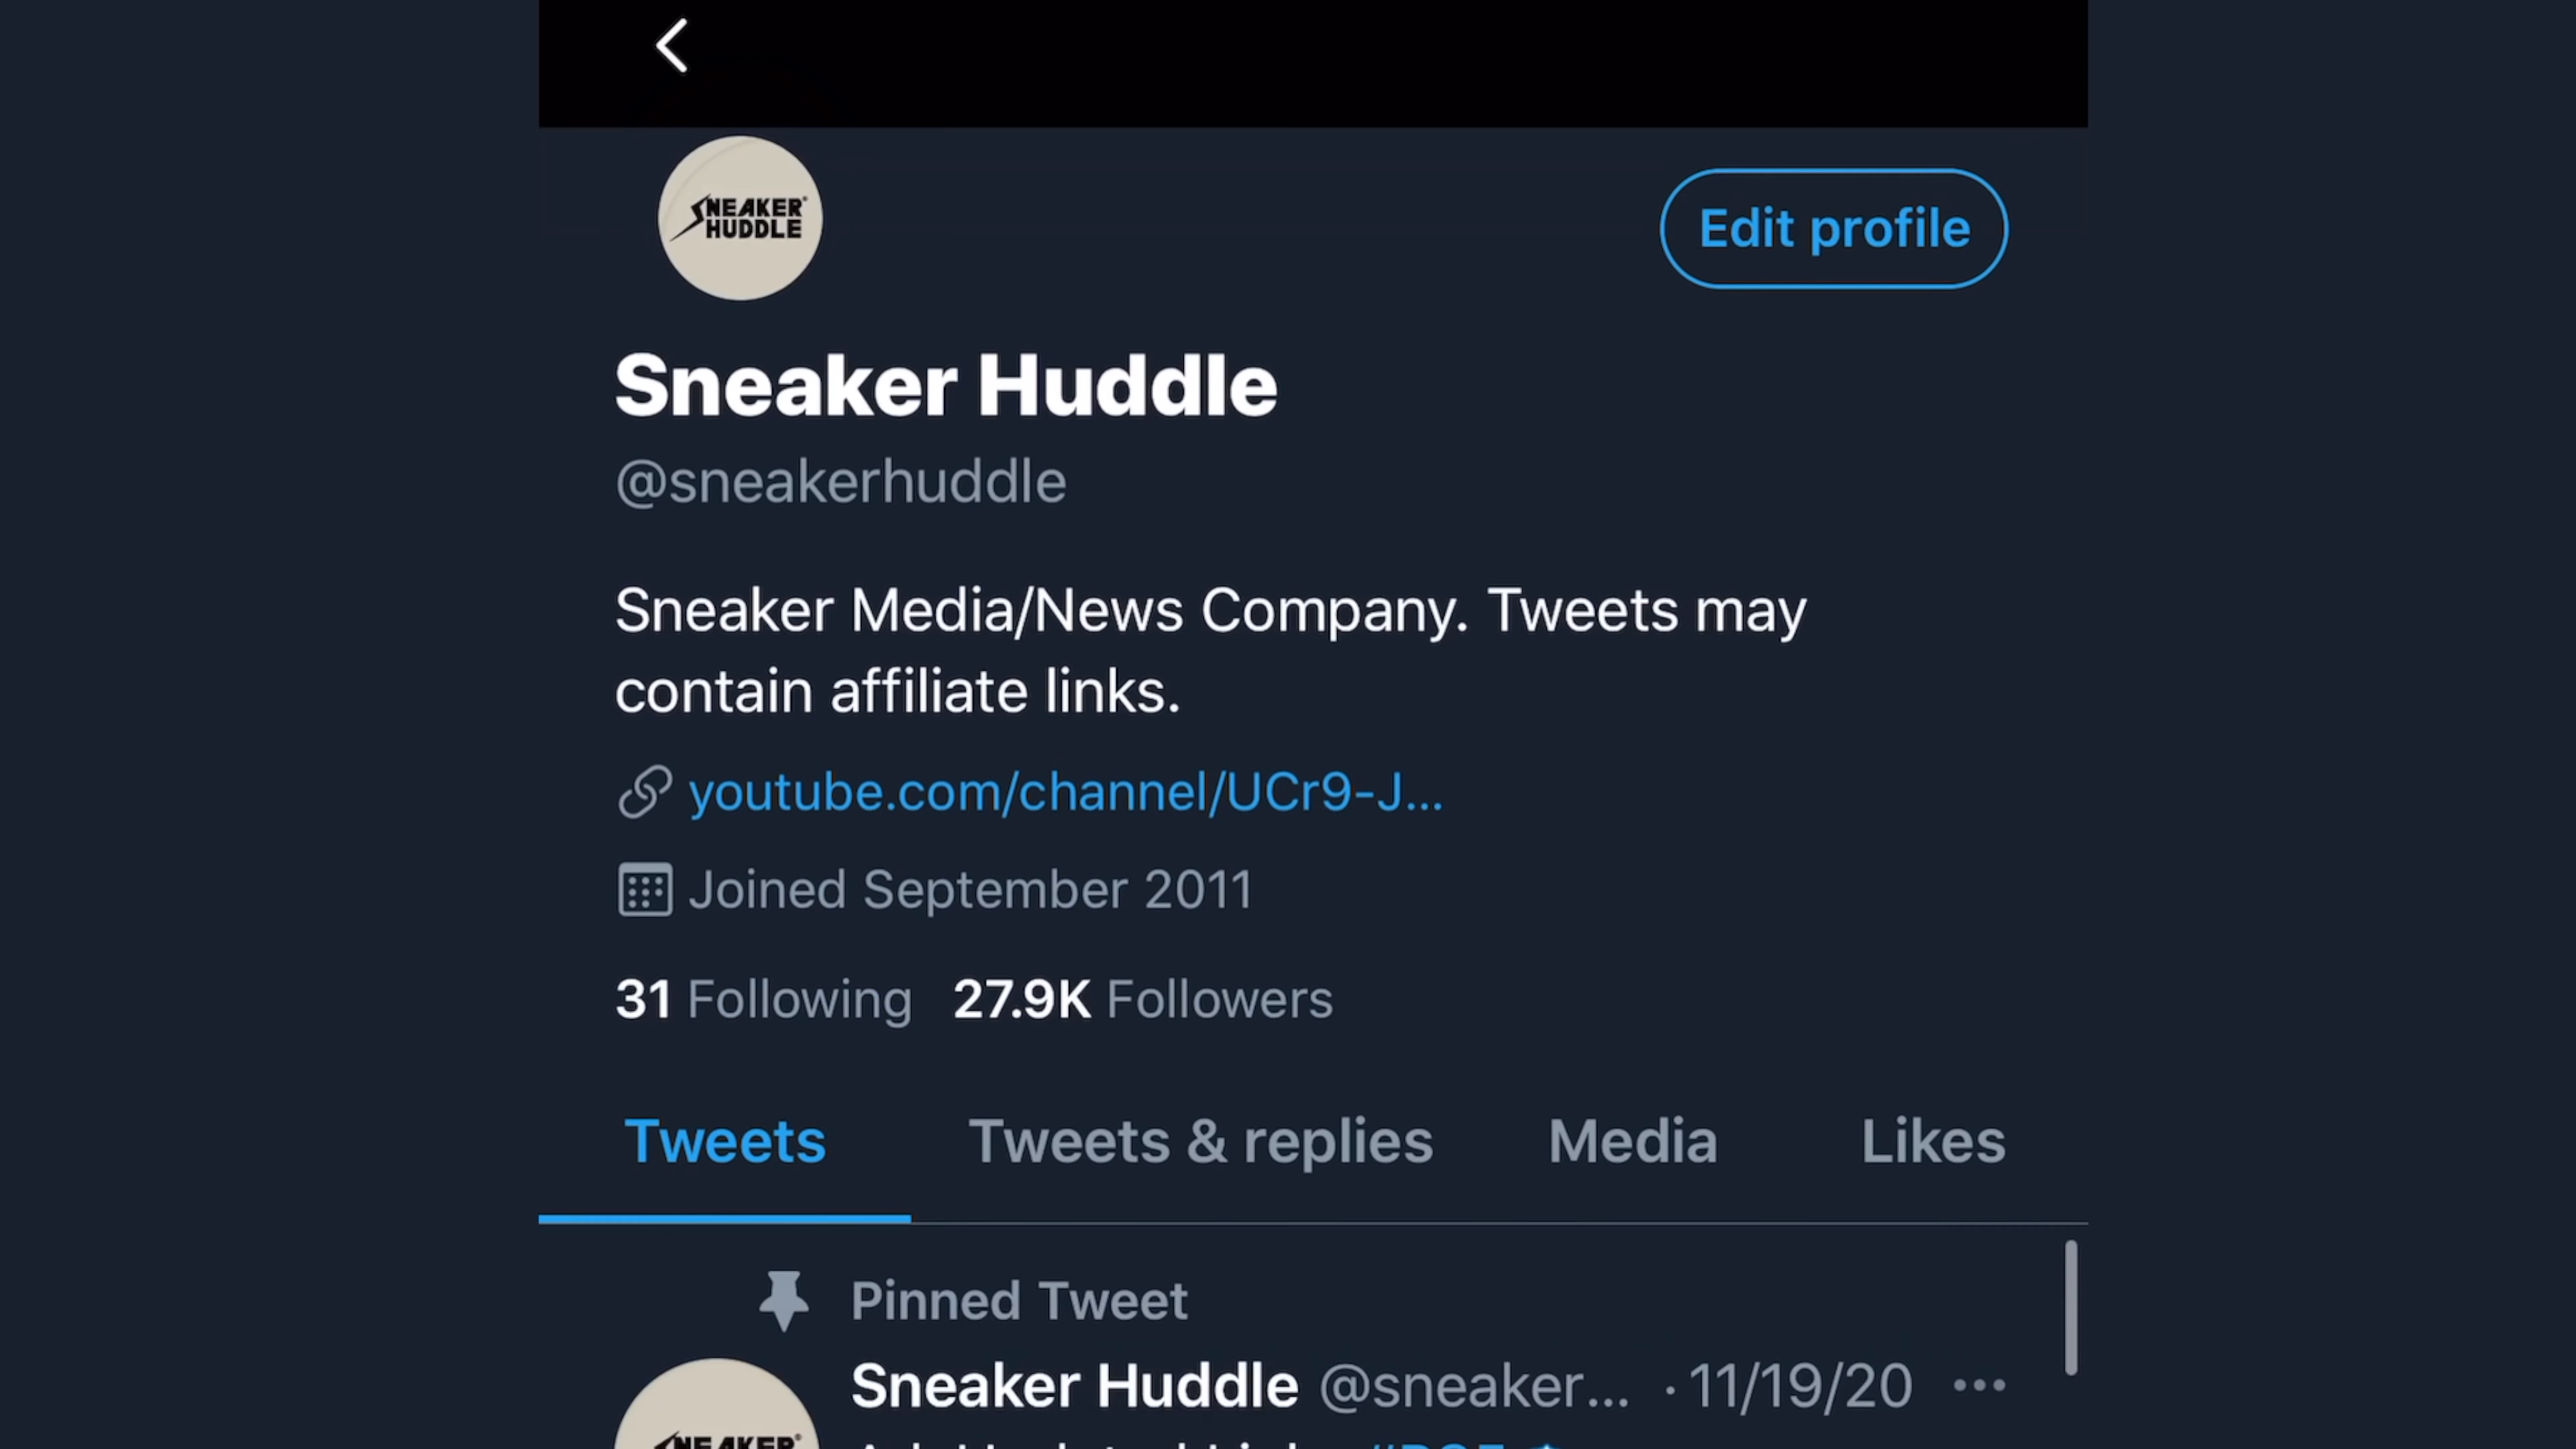 SNEAKER
HUDDLE
Edit profile
Sneaker Huddle
@sneakerhuddle
Sneaker Media/News Company. Tweets may
contain affiliate links.
youtube.com/channel/UCr9-J...
Joined September 2011
31 Following 27.9K Followers
Tweets Tweets & replies Media Likes
Pinned Tweet
Sneaker Huddle @sneaker... · 11/19/20
SNEAKER